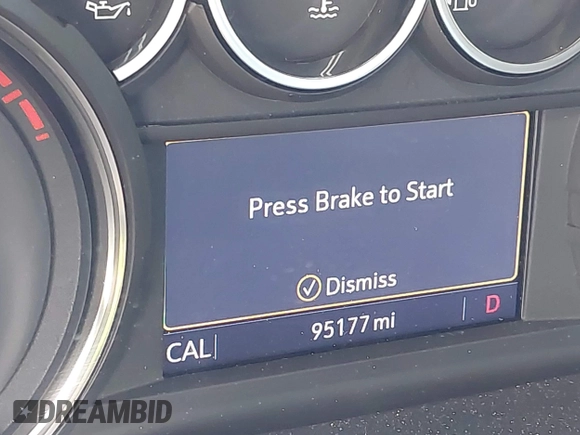 Press Brake to Start
Dismiss
95177 mi
D
CAL
DREAMBID